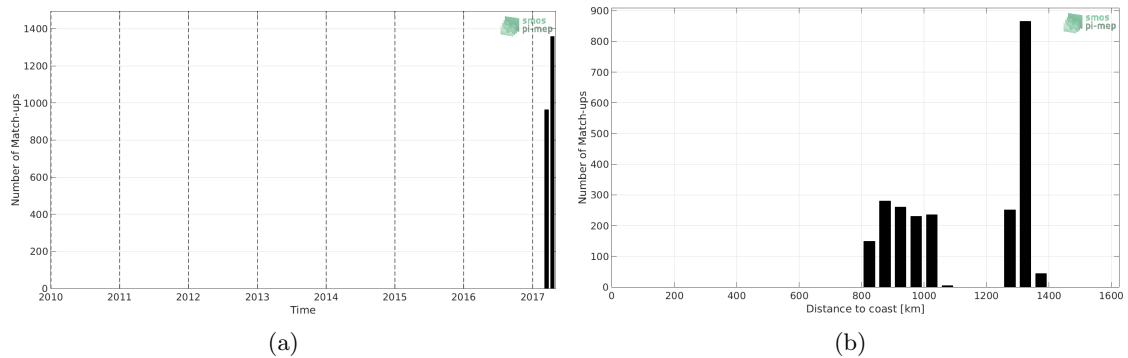 smos
pi-mep
1400
1200
1000
800
600
400
200
0
Number of Match-ups
2010 2011 2012 2013 2014 2015 2016 2017
Time
(a)
smos
pi-mep
900
800
700
600
500
400
300
200
100
0
Number of Match-ups
0 200 400 600 800 1000 1200 1400 1600
Distance to coast [km]
(b)